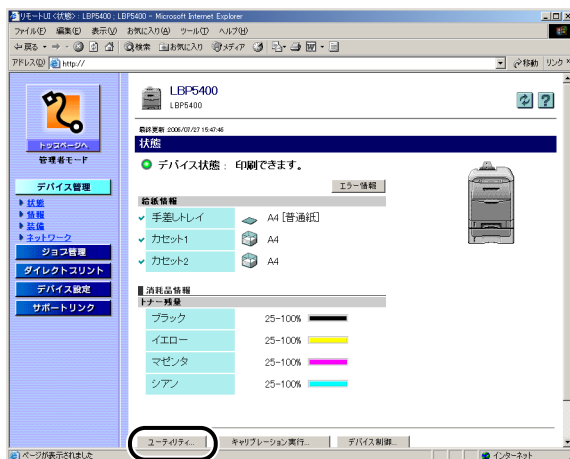 リモートUI <状態> : LBP5400 ; LBP5400 - Microsoft Internet Explorer
ファイル(F) 編集(E) 表示(V) お気に入り(A) ツール(T) ヘルプ(H)
戻る 検索 お気に入り メディア
アドレス(D) http:// 移動 リンク
LBP5400
LBP5400
最終更新 :2006/07/27 15:47:46
トップページへ
管理者モード
デバイス管理
状態
情報
装備
ネットワーク
ジョブ管理
ダイレクトプリント
デバイス設定
サポートリンク
状態
デバイス状態 : 印刷できます。
エラー情報
給紙情報
手差しトレイ A4 [普通紙]
カセット1 A4
カセット2 A4
消耗品情報
トナー残量
ブラック 25-100%
イエロー 25-100%
マゼンタ 25-100%
シアン 25-100%
ユーティリティ... キャリブレーション実行... デバイス制御...
ページが表示されました インターネット